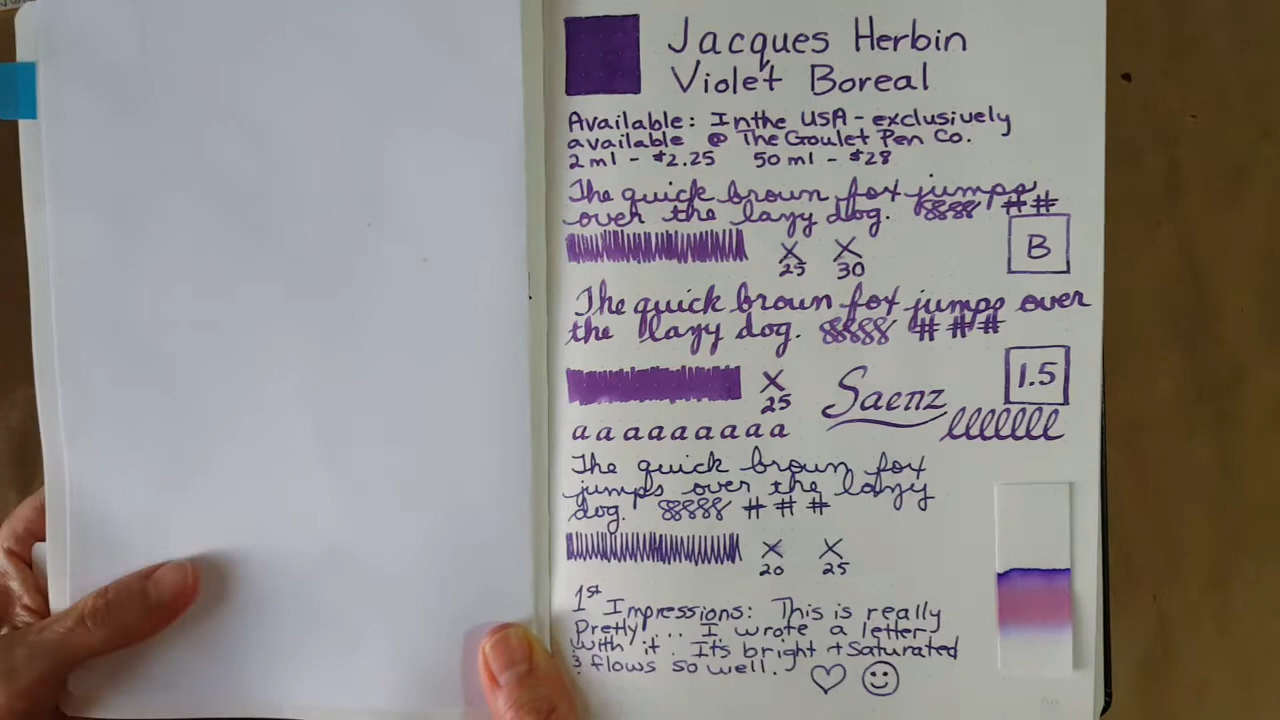 Jacques Herbin
Violet Boreal
Available: In the USA - exclusively
available @ The Goulet Pen Co.
2 ml - $2.25 50 ml - $28
The quick brown fox jumps
over the lazy dog. 8888 # #
X 25 X 30
B
The quick brown fox jumps over
the lazy dog. 88888 # # #
X 25
Saenz
1.5
a a a a a a a a a a
lllllll
The quick brown fox
jumps over the lazy
dog. 88888 # # #
X 20 X 25
1st Impressions: This is really
Pretty.... I wrote a letter
with it. It's bright + Saturated
& flows so well. ♡ ☺